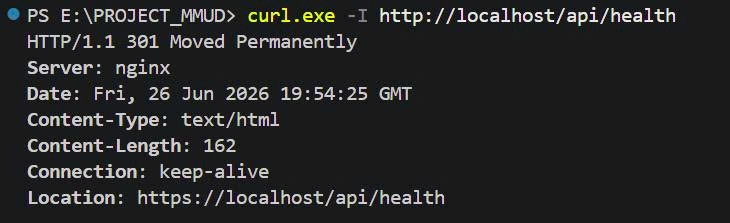 PS E:\PROJECT_MMUD> curl.exe -I http://localhost/api/health
HTTP/1.1 301 Moved Permanently
Server: nginx
Date: Fri, 26 Jun 2026 19:54:25 GMT
Content-Type: text/html
Content-Length: 162
Connection: keep-alive
Location: https://localhost/api/health